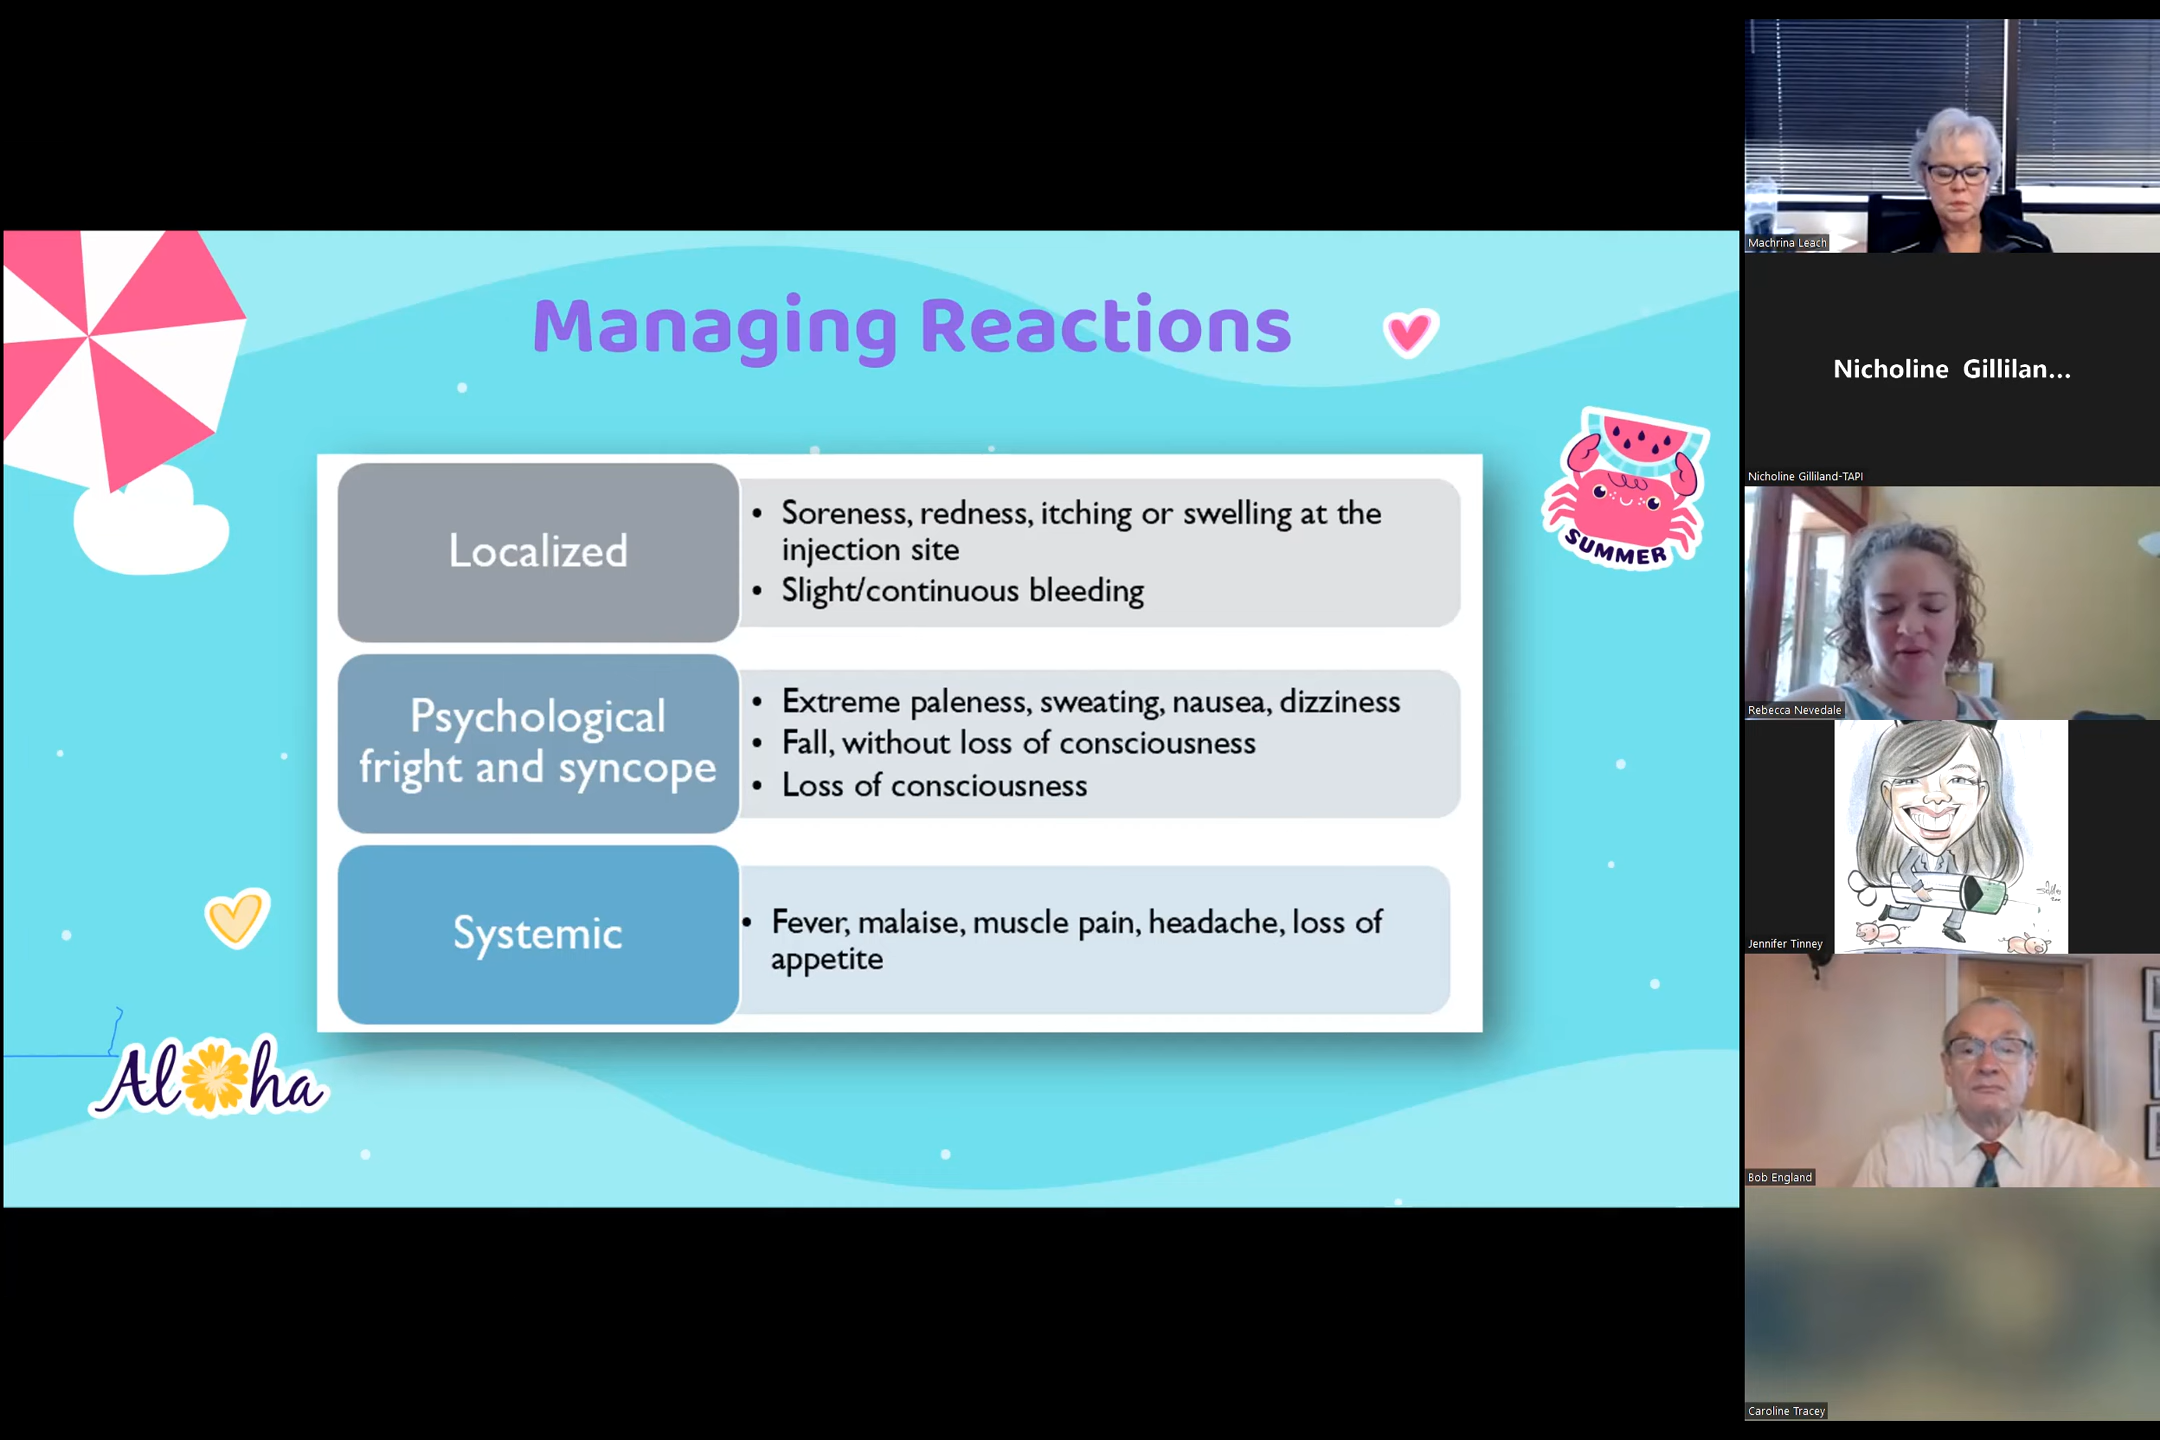 Managing Reactions
SUMMER
Localized
• Soreness, redness, itching or swelling at the
injection site
• Slight/continuous bleeding
Psychological
fright and syncope
• Extreme paleness, sweating, nausea, dizziness
• Fall, without loss of consciousness
• Loss of consciousness
Systemic
• Fever, malaise, muscle pain, headache, loss of
appetite
Aloha
Machrina Leach
Nicholine Gillilan...
Nicholine Gilliland-TAPI
Rebecca Nevedale
Jennifer Tinney
Bob England
Caroline Tracey